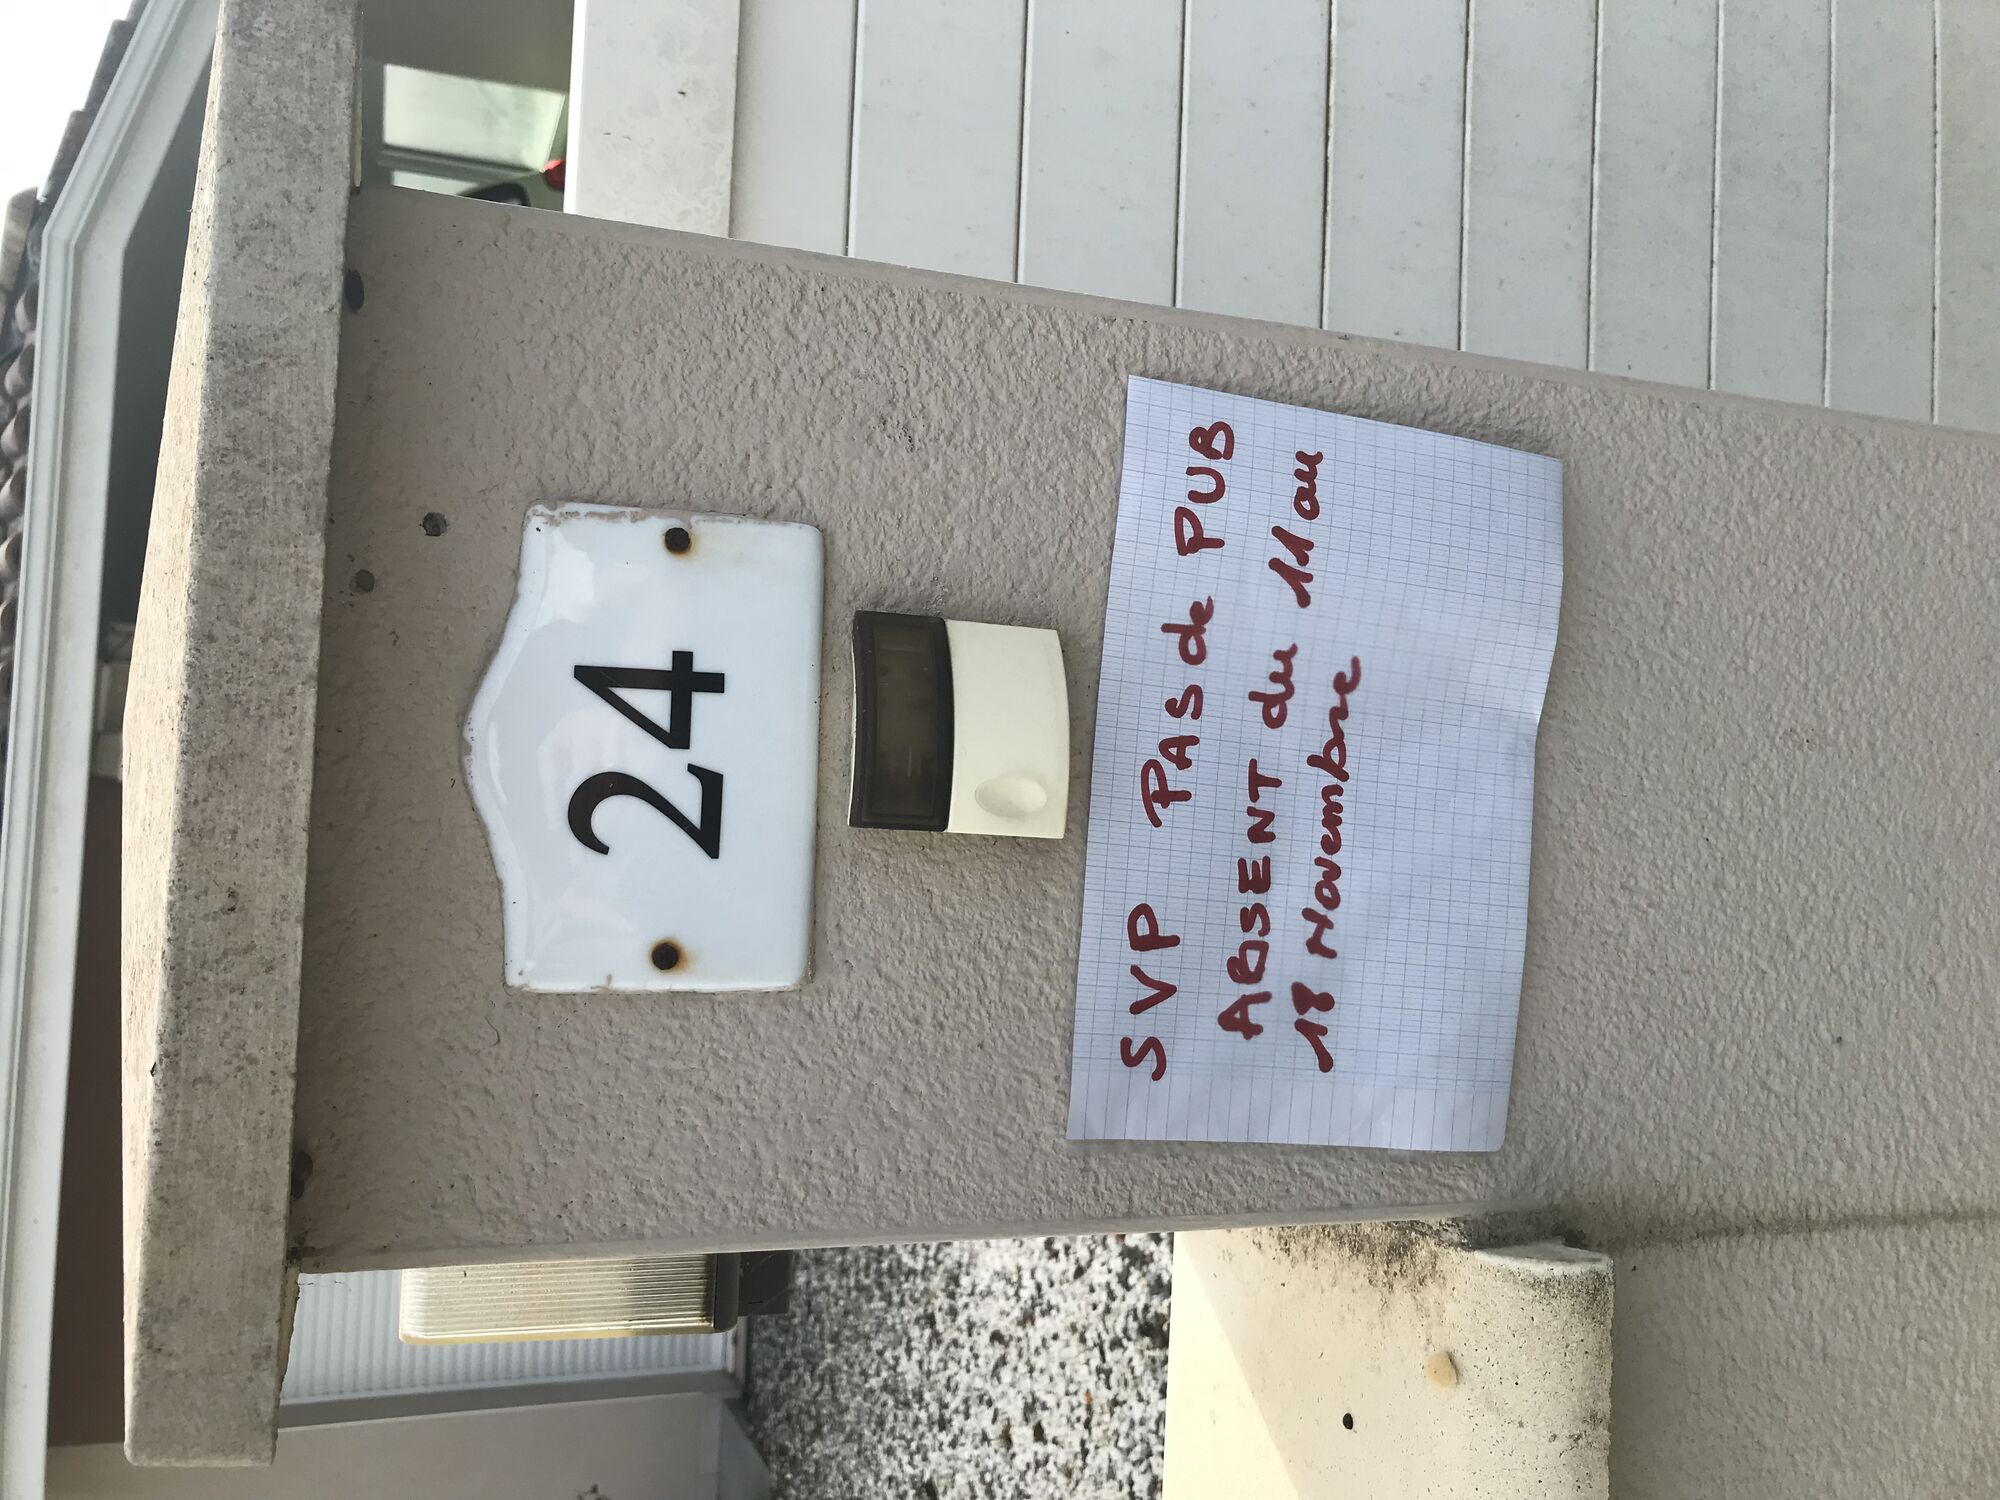 24
SVP PAS de PUB
ABSENT du 11 au
18 Novembre